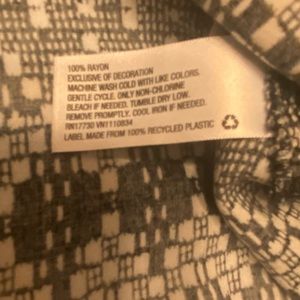 100% RAYON
EXCLUSIVE OF DECORATION
MACHINE WASH COLD WITH LIKE COLORS.
GENTLE CYCLE. ONLY NON-CHLORINE
BLEACH IF NEEDED. TUMBLE DRY LOW.
REMOVE PROMPTLY. COOL IRON IF NEEDED.
RN17730 VN1110834
LABEL MADE FROM 100% RECYCLED PLASTIC